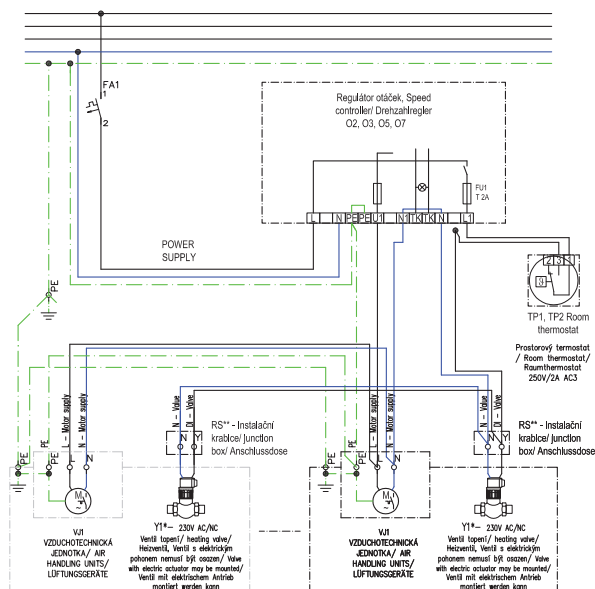 FA1
1
2
Regulátor otáček, Speed
controller/ Drehzahlregler
O2, O3, O5, O7
FU1
T 2A
L N PE PE U1 N1 TK TK N L1
POWER
SUPPLY
2 3 1
TP1, TP2 Room
thermostat
Prostorový termostat
/ Room thermostat/
Raumthermostat
250V/2A AC3
PE
L - Motor supply
N - Motor supply
N - Valve
DI - Valve
L - Motor supply
N - Motor supply
N - Valve
DI - Valve
RS** - Instalační
krabice/ junction
box/ Anschlussdose
RS** - Instalační
krabice/ junction
box/ Anschlussdose
PE
PE
L
N
N Y
PE
PE
L
N
N Y
M
~
M
~
VJ1
VZDUCHOTECHNICKÁ
JEDNOTKA/ AIR
HANDLING UNITS/
LÜFTUNGSGERÄTE
Y1*- 230V AC/NC
Ventil topení/ heating valve/
Heizventil, Ventil s elektrickým
pohonem nemusí být osazen/ Valve
with electric actuator may be mounted/
Ventil mit elektrischem Antrieb
montiert werden kann
VJ1
VZDUCHOTECHNICKÁ
JEDNOTKA/ AIR
HANDLING UNITS/
LÜFTUNGSGERÄTE
Y1*- 230V AC/NC
Ventil topení/ heating valve/
Heizventil, Ventil s elektrickým
pohonem nemusí být osazen/ Valve
with electric actuator may be mounted/
Ventil mit elektrischem Antrieb
montiert werden kann